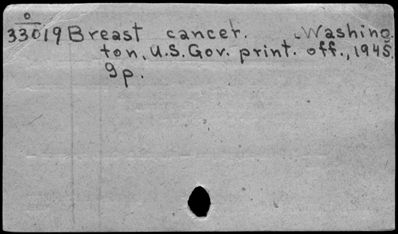 o
33019 Breast cancer. Washing
ton, U.S. Gov. print. off., 1945.
9p.